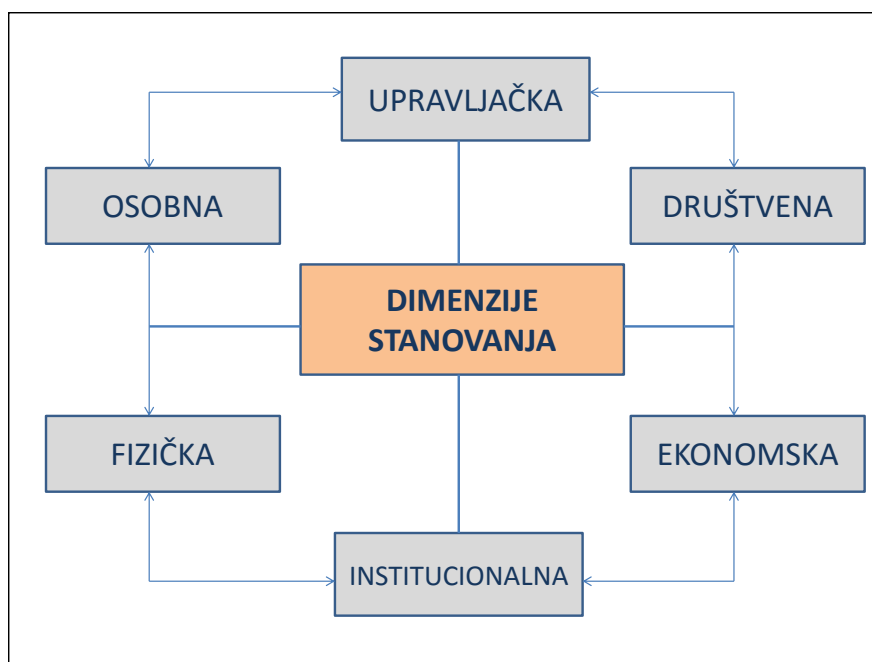 UPRAVLJAČKA
OSOBNA
DRUŠTVENA
DIMENZIJE
STANOVANJA
FIZIČKA
EKONOMSKA
INSTITUCIONALNA